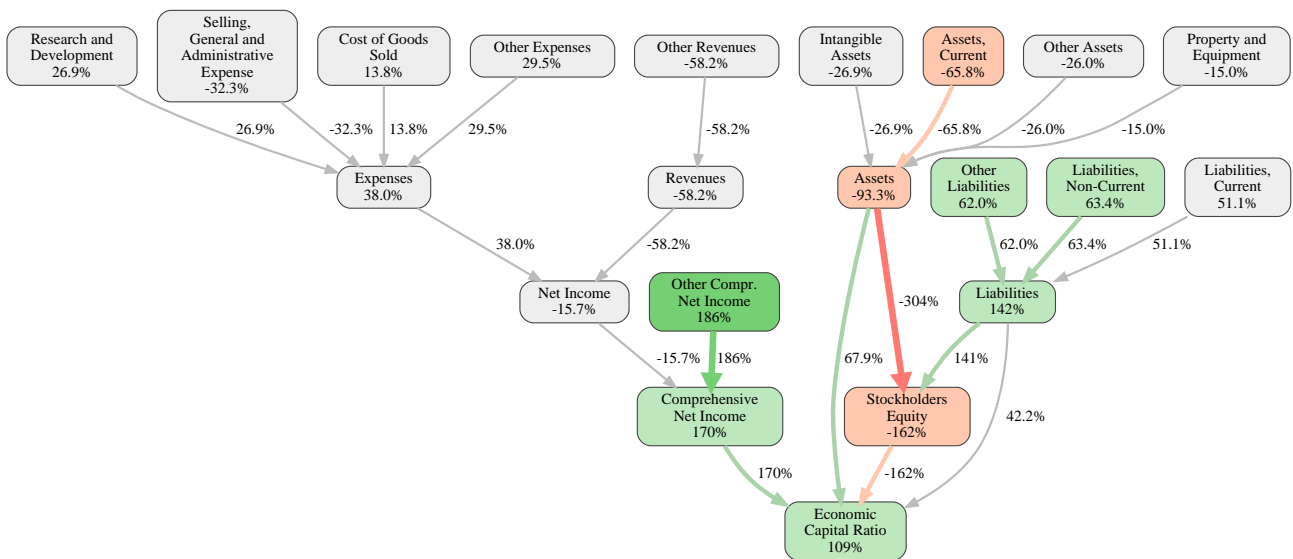 Research and
Development
26.9%
Selling,
General and
Administrative
Expense
-32.3%
Cost of Goods
Sold
13.8%
Other Expenses
29.5%
Other Revenues
-58.2%
Intangible
Assets
-26.9%
Assets,
Current
-65.8%
Other Assets
-26.0%
Property and
Equipment
-15.0%
26.9%
-32.3%
13.8%
29.5%
-58.2%
-26.9%
-65.8%
-26.0%
-15.0%
Expenses
38.0%
Revenues
-58.2%
Assets
-93.3%
Other
Liabilities
62.0%
Liabilities,
Non-Current
63.4%
Liabilities,
Current
51.1%
38.0%
-58.2%
62.0%
63.4%
51.1%
Net Income
-15.7%
Other Compr.
Net Income
186%
-304%
Liabilities
142%
-15.7%
186%
67.9%
141%
Comprehensive
Net Income
170%
Stockholders
Equity
-162%
42.2%
170%
-162%
Economic
Capital Ratio
109%